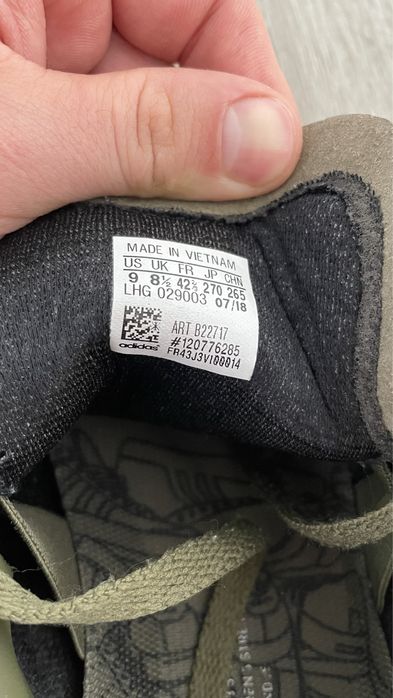 MADE IN VIETNAM
US UK FR JP CHN
9 8½ 42⅔ 270 265
LHG 029003 07/18
ART B22717
adidas #120776285
FR43J3VI00014